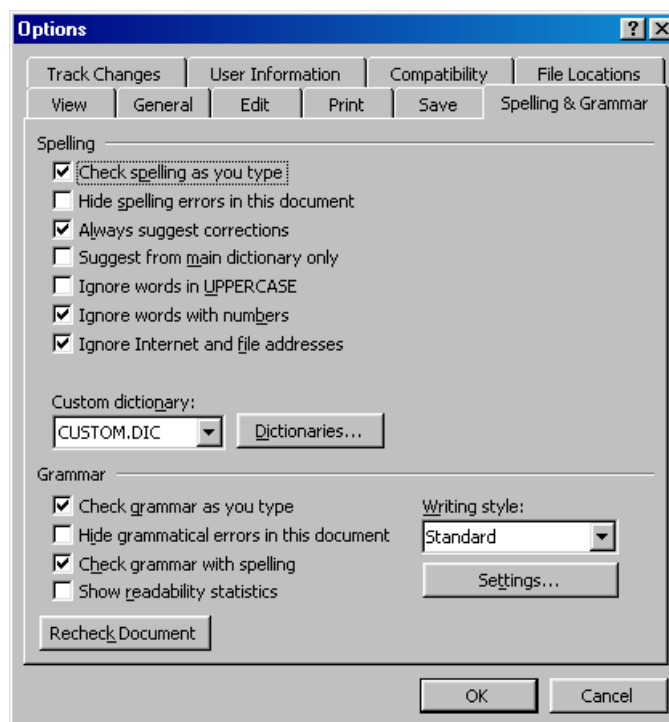 Options
Track Changes User Information Compatibility File Locations
View General Edit Print Save Spelling & Grammar
Spelling
Check spelling as you type
Hide spelling errors in this document
Always suggest corrections
Suggest from main dictionary only
Ignore words in UPPERCASE
Ignore words with numbers
Ignore Internet and file addresses
Custom dictionary:
CUSTOM.DIC Dictionaries...
Grammar
Check grammar as you type Writing style:
Hide grammatical errors in this document Standard
Check grammar with spelling Settings...
Show readability statistics
Recheck Document
OK Cancel